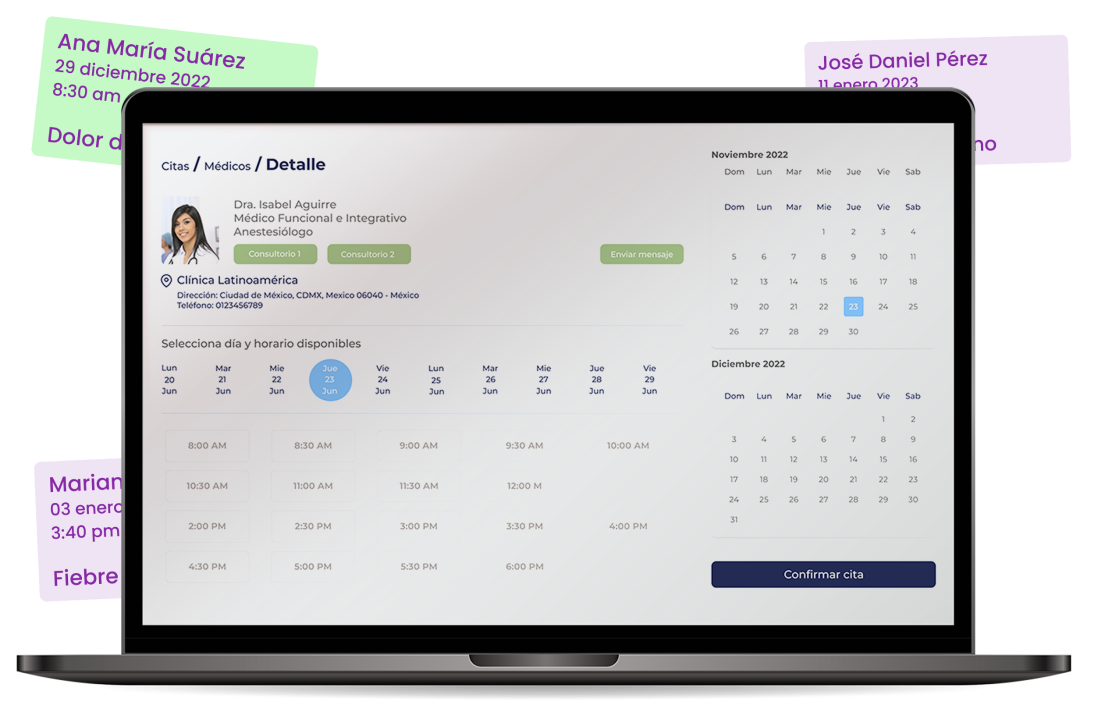 Ana María Suárez
29 diciembre 2022
8:30 am
Dolor d
José Daniel Pérez
11 enero 2023
no
Marian
03 enero
3:40 pm
Fiebre
Citas / Médicos / Detalle
Dra. Isabel Aguirre
Médico Funcional e Integrativo
Anestesiólogo
Consultorio 1 Consultorio 2 Enviar mensaje
Clínica Latinoamérica
Dirección: Ciudad de México, CDMX, Mexico 06040 - México
Teléfono: 0123456789
Selecciona día y horario disponibles
Lun Mar Mie Jue Vie Lun Mar Mie Jue Vie
20 21 22 23 24 25 26 27 28 29
Jun Jun Jun Jun Jun Jun Jun Jun Jun Jun
8:00 AM 8:30 AM 9:00 AM 9:30 AM 10:00 AM
10:30 AM 11:00 AM 11:30 AM 12:00 M
2:00 PM 2:30 PM 3:00 PM 3:30 PM 4:00 PM
4:30 PM 5:00 PM 5:30 PM 6:00 PM
Noviembre 2022
Dom Lun Mar Mie Jue Vie Sab
Dom Lun Mar Mie Jue Vie Sab
1 2 3 4
5 6 7 8 9 10 11
12 13 14 15 16 17 18
19 20 21 22 23 24 25
26 27 28 29 30
Diciembre 2022
Dom Lun Mar Mie Jue Vie Sab
1 2
3 4 5 6 7 8 9
10 11 12 13 14 15 16
17 18 19 20 21 22 23
24 25 26 27 28 29 30
31
Confirmar cita